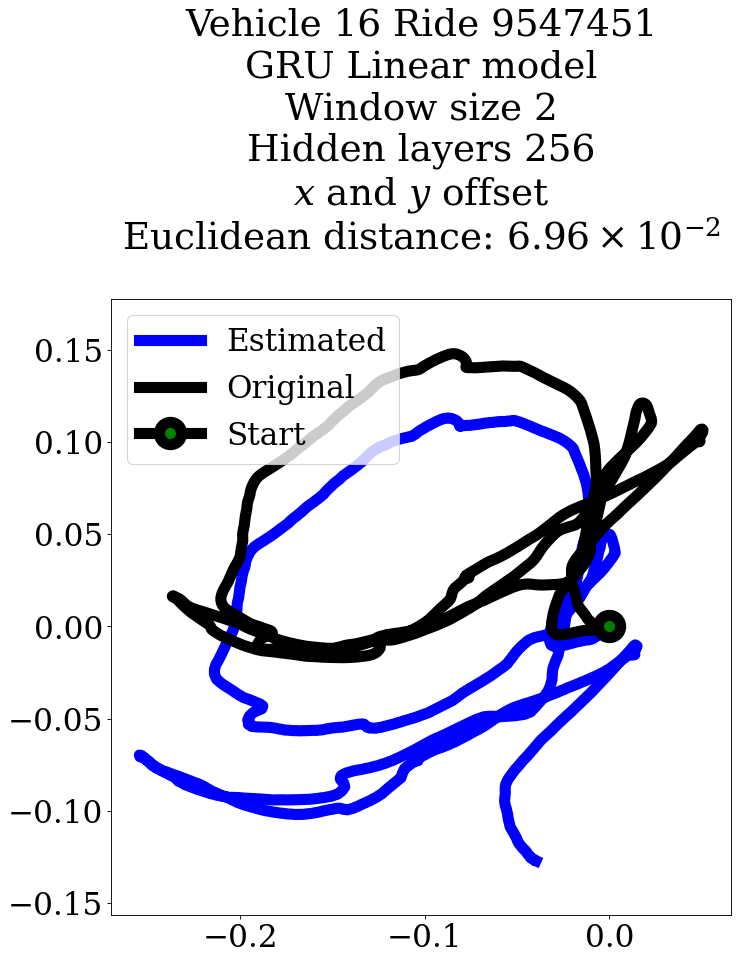 Vehicle 16 Ride 9547451
GRU Linear model
Window size 2
Hidden layers 256
x and y offset
Euclidean distance: 6.96 × 10⁻²
Estimated
Original
Start
0.15
0.10
0.05
0.00
−0.05
−0.10
−0.15
−0.2
−0.1
0.0